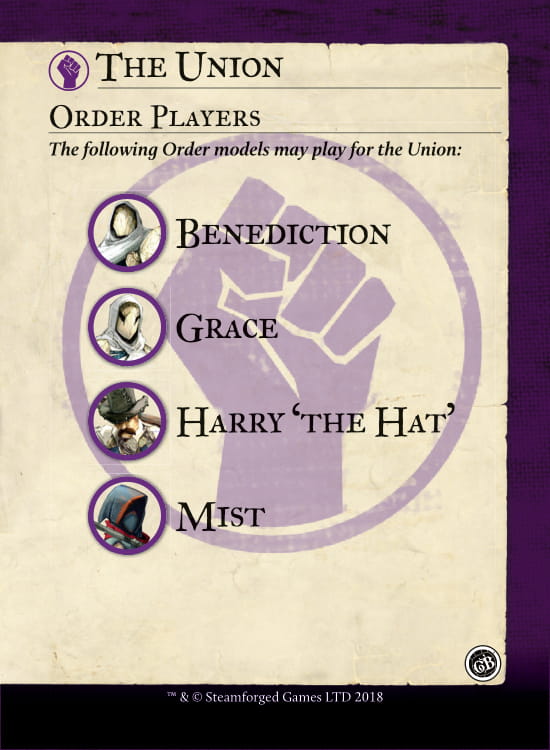 The Union
Order Players
The following Order models may play for the Union:
Benediction
Grace
Harry ‘the Hat’
Mist
GB
™ & © Steamforged Games LTD 2018